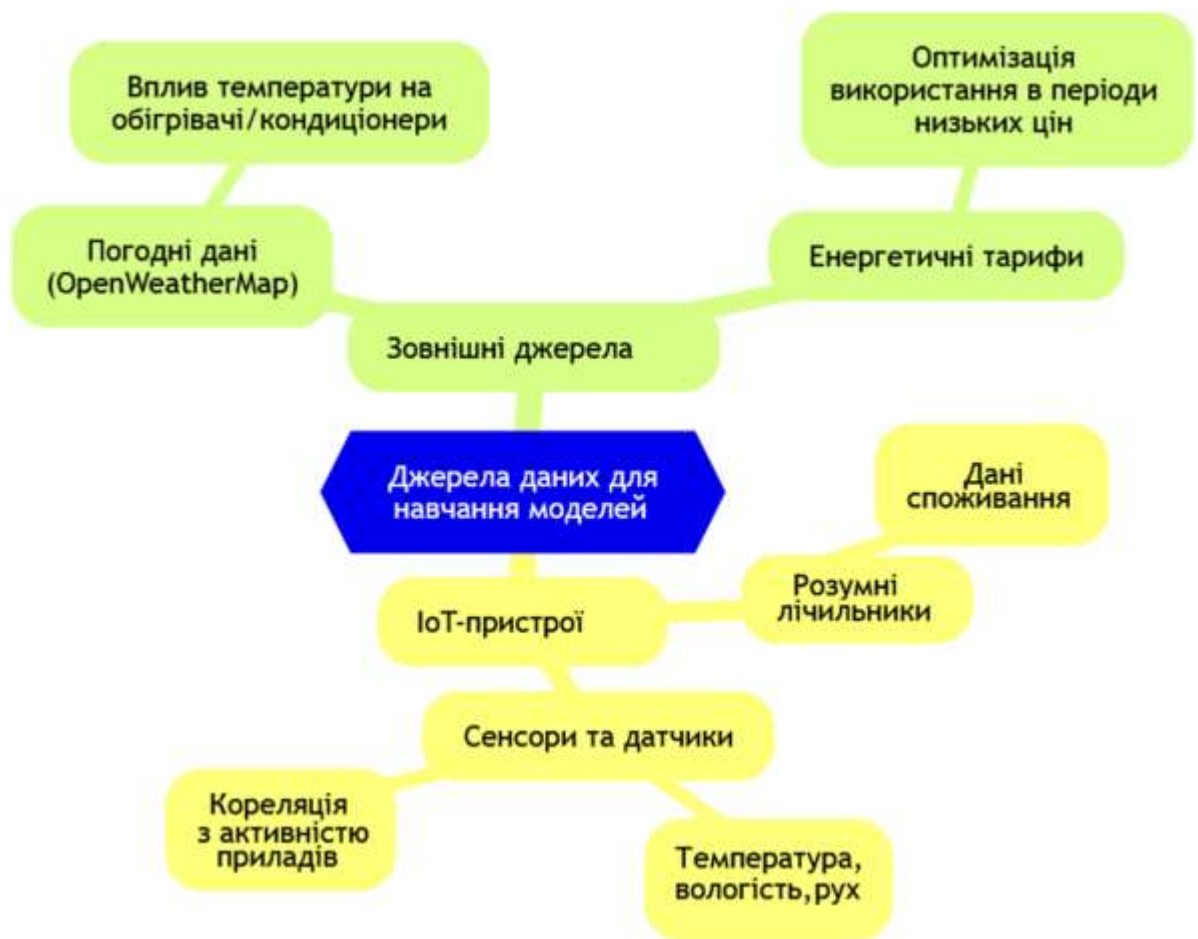 Вплив температури на
обігрівачі/кондиціонери
Оптимізація
використання в періоди
низьких цін
Погодні дані
(OpenWeatherMap)
Енергетичні тарифи
Зовнішні джерела
Джерела даних для
навчання моделей
Дані
споживання
IoT-пристрої
Розумні
лічильники
Сенсори та датчики
Кореляція
з активністю
приладів
Температура,
вологість,рух